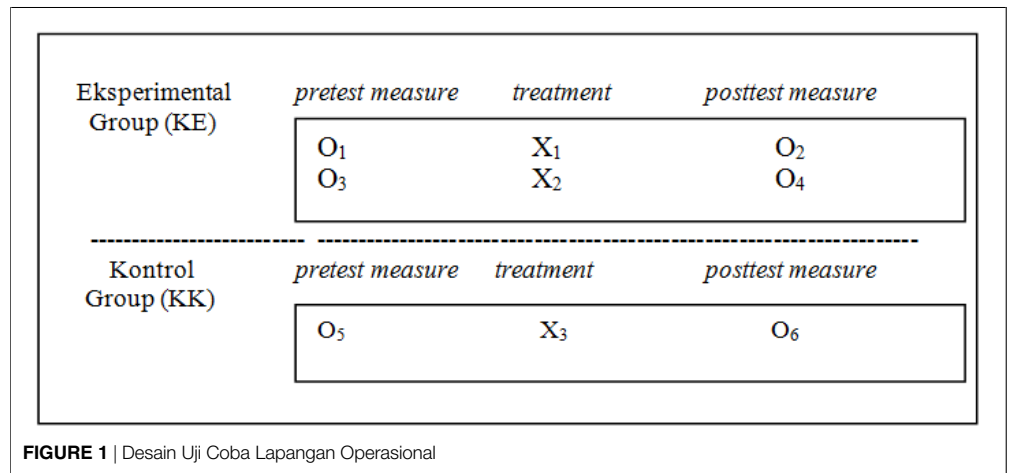 Eksperimental Group (KE) pretest measure treatment posttest measure
O₁ X₁ O₂
O₃ X₂ O₄
Kontrol Group (KK) pretest measure treatment posttest measure
O₅ X₃ O₆
FIGURE 1 | Desain Uji Coba Lapangan Operasional